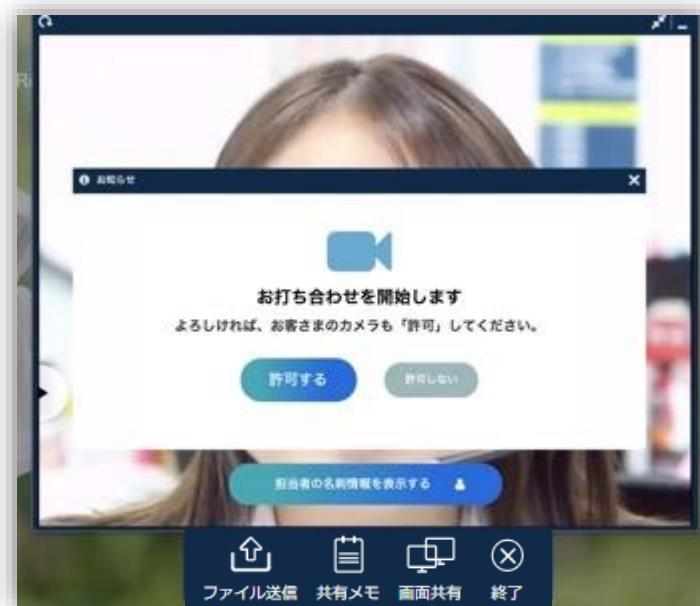 お知らせ
お打ち合わせを開始します
よろしければ、お客さまのカメラも「許可」してください。
許可する
許可しない
担当者の名刺情報を表示する
ファイル送信
共有メモ
画面共有
終了